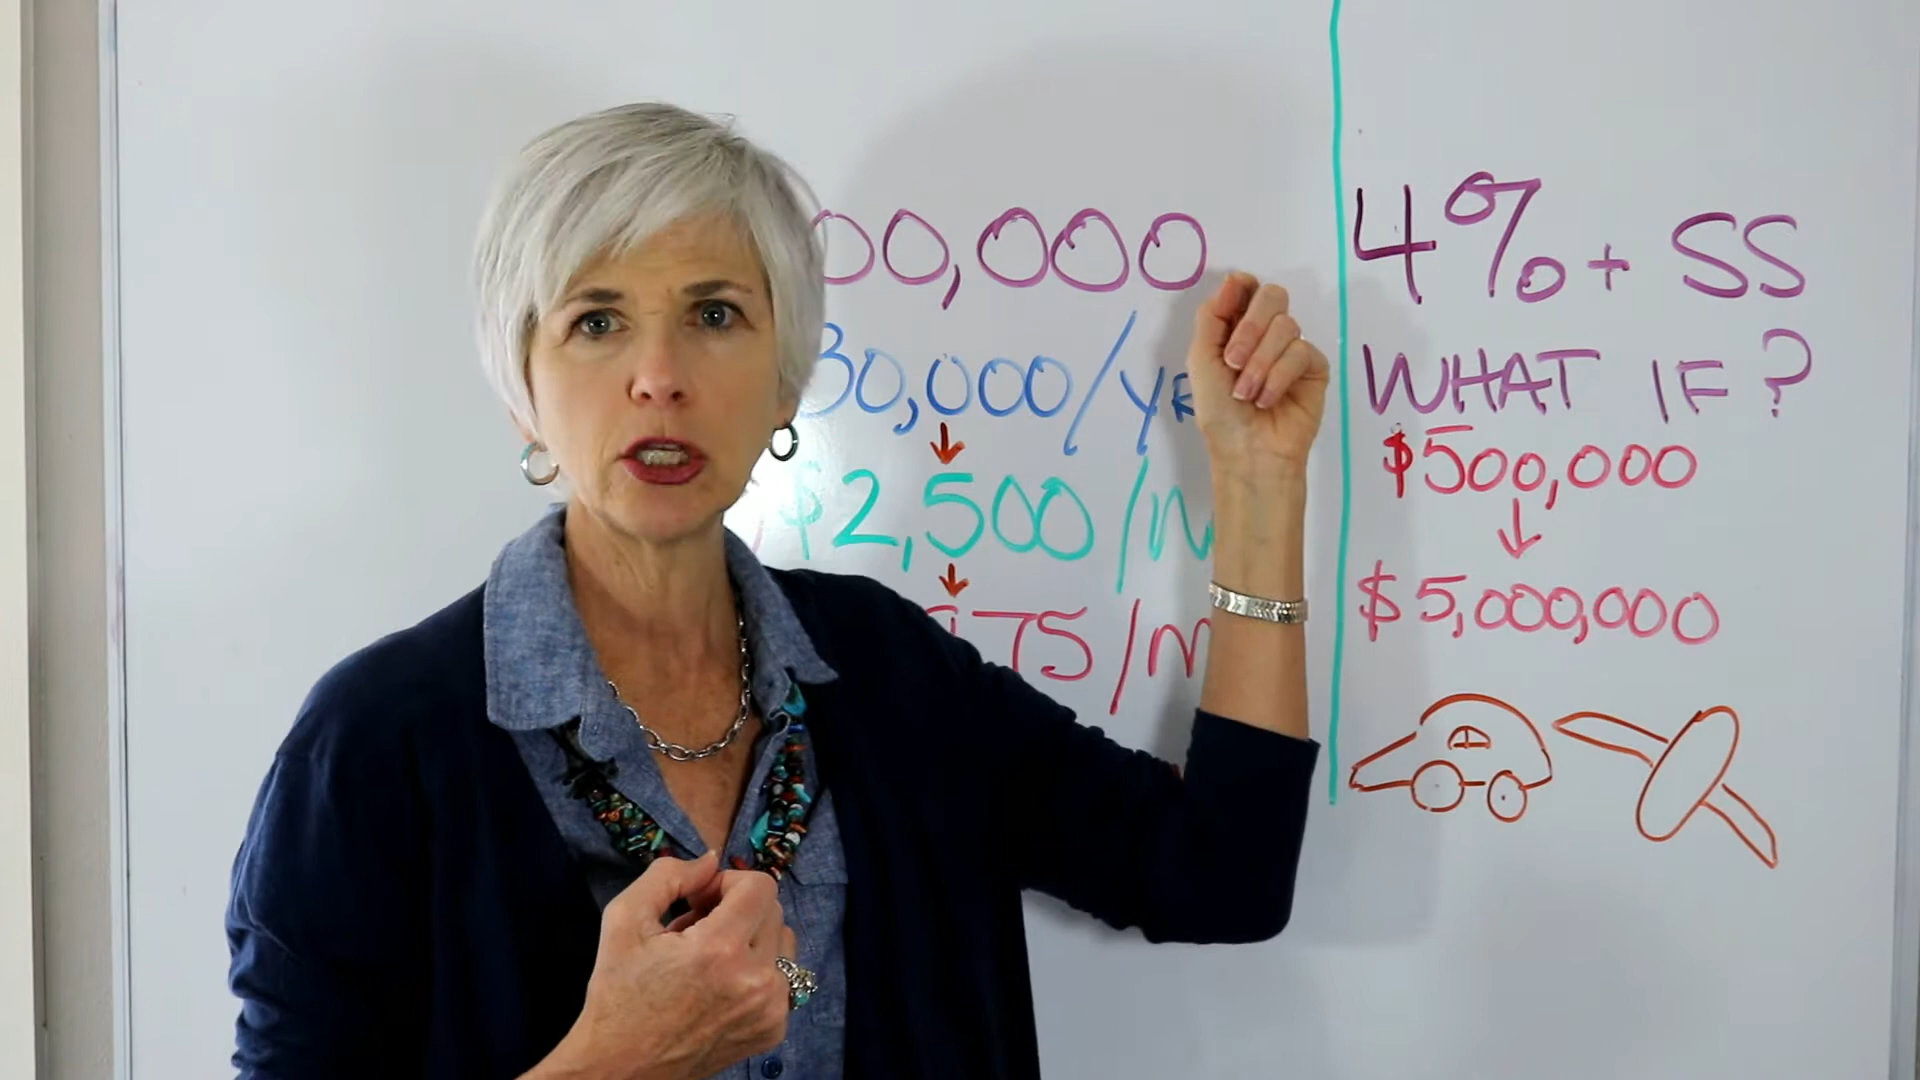 00,000
30,000/YR
$2,500/M
75/M
4% + SS
WHAT IF?
$500,000
$5,000,000